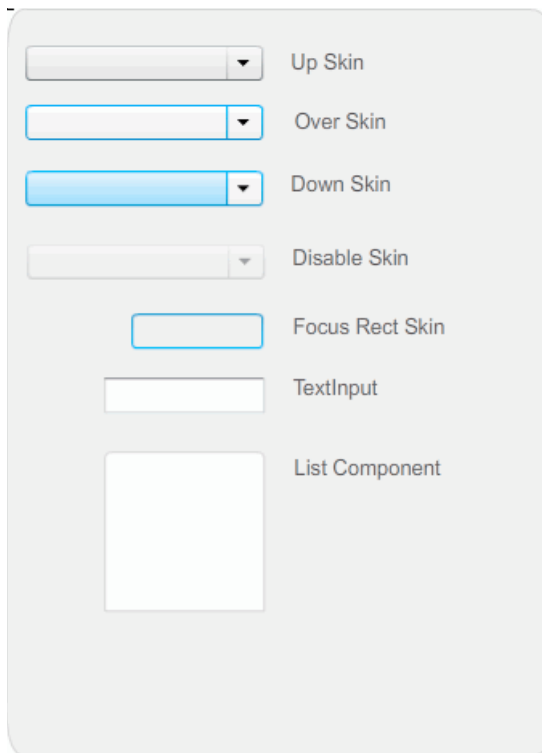 Up Skin
Over Skin
Down Skin
Disable Skin
Focus Rect Skin
TextInput
List Component